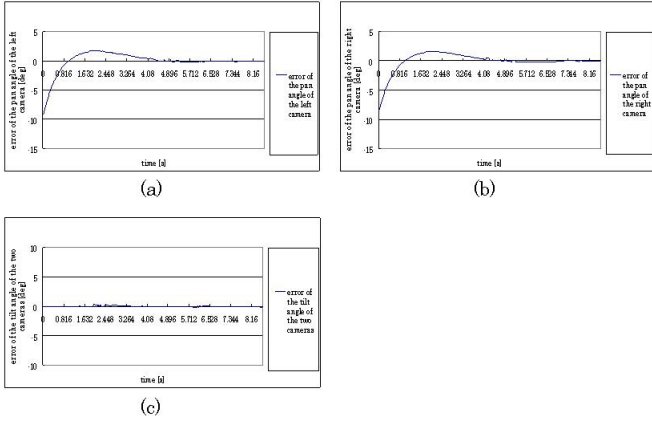 error of the pan angle of the left
camera [deg]
5
0
-5
-10
-15
0 0.816 1.632 2.448 3.264 4.08 4.896 5.712 6.528 7.344 8.16
time [s]
error of
the pan
angle of
the left
camera
(a)
error of the pan angle of the right
camera [deg]
5
0
-5
-10
-15
0 0.816 1.632 2.448 3.264 4.08 4.896 5.712 6.528 7.344 8.16
time [s]
error of
the pan
angle of
the right
camera
(b)
error of the tilt angle of the two
cameras [deg]
10
5
0
-5
-10
0 0.816 1.632 2.448 3.264 4.08 4.896 5.712 6.528 7.344 8.16
time [s]
error of
the tilt
angle of
the two
cameras
(c)